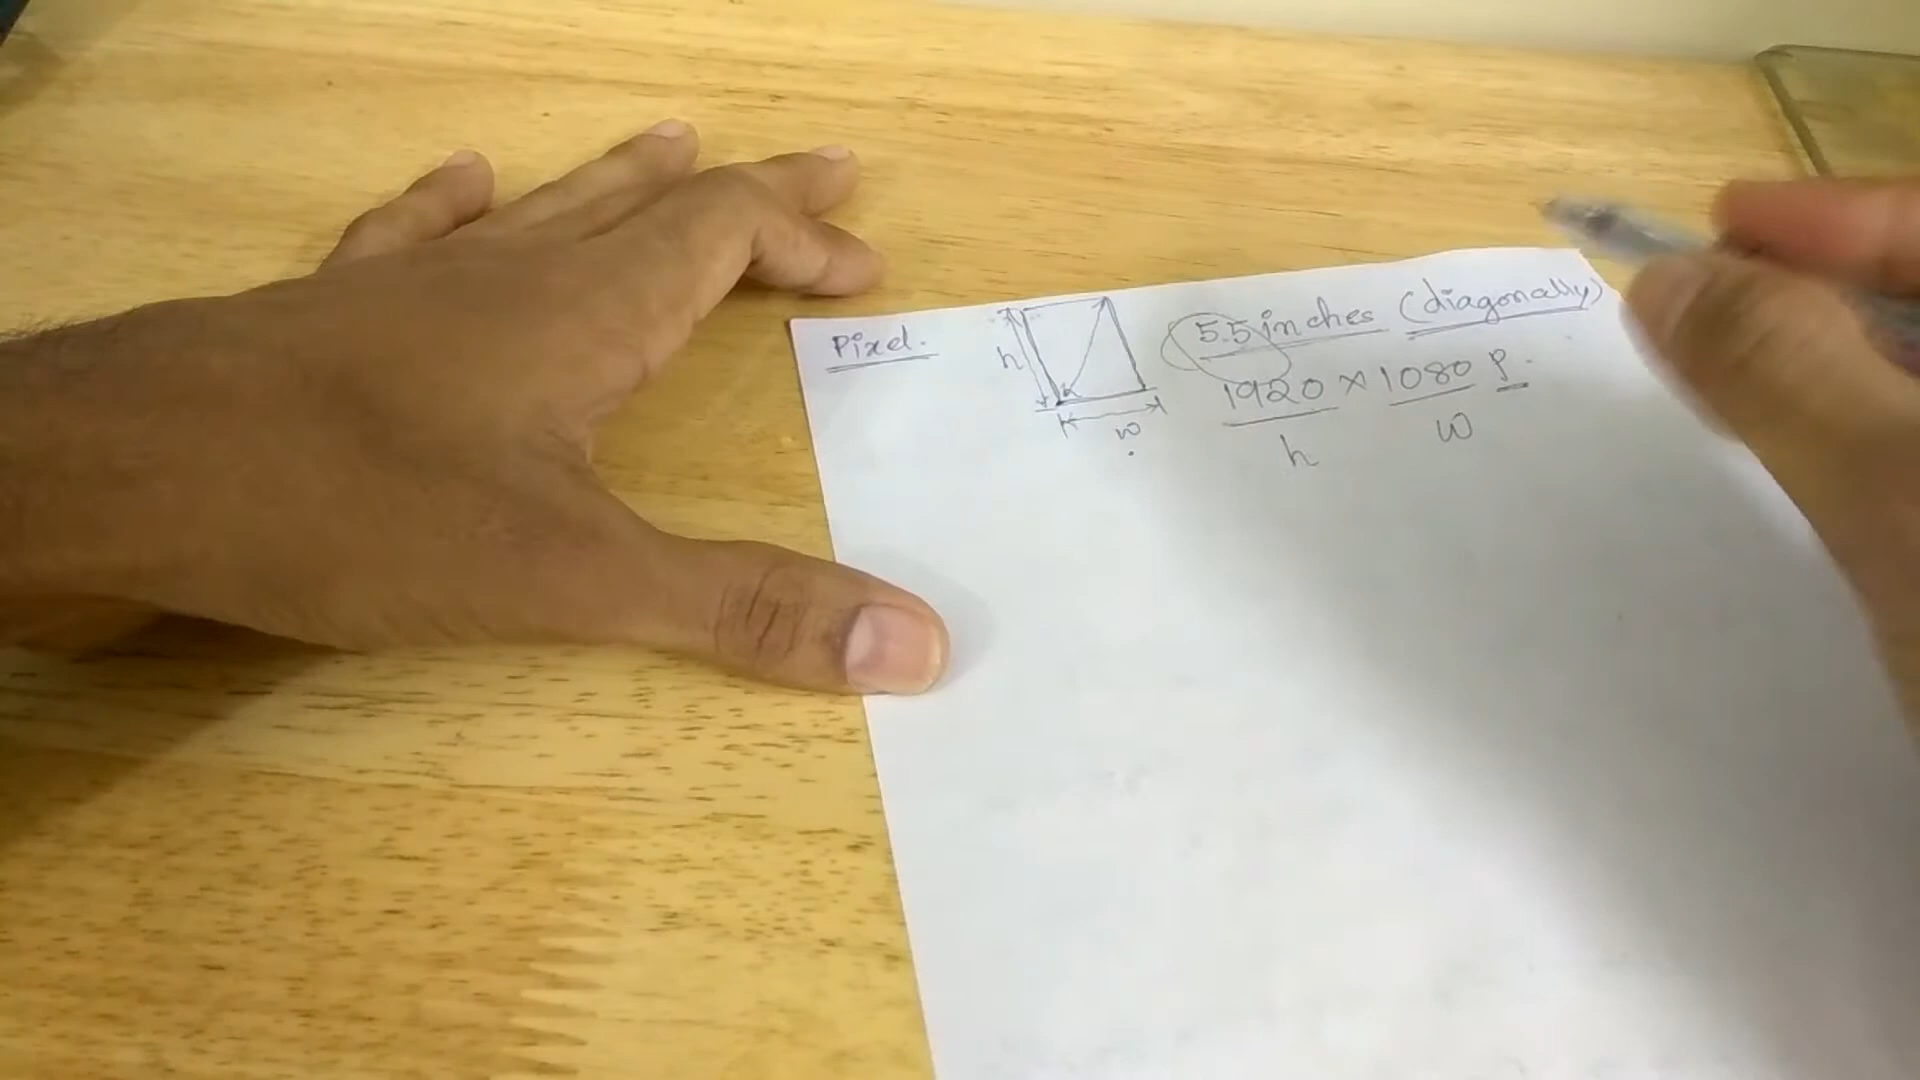 Pixel.
h
w
5.5 inches (diagonally)
1920 × 1080 P.
h w